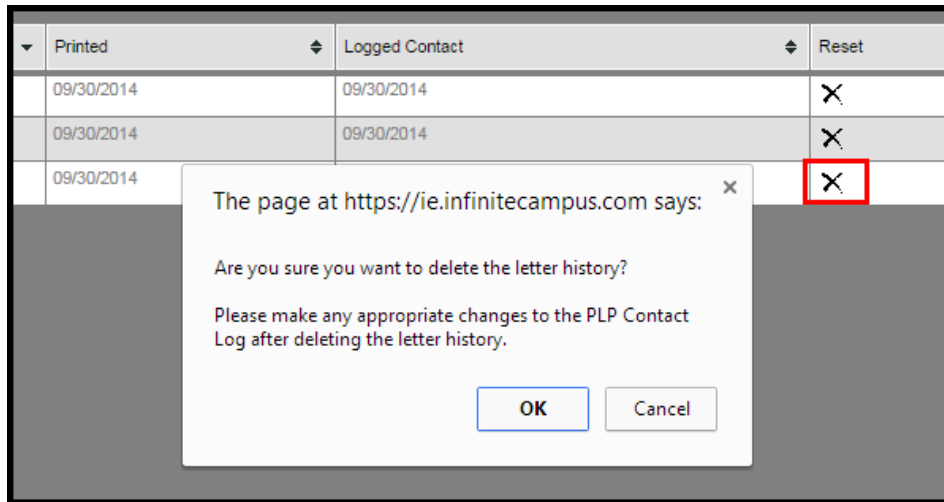 Printed Logged Contact Reset
09/30/2014 09/30/2014
09/30/2014 09/30/2014
09/30/2014
The page at https://ie.infinitecampus.com says:
Are you sure you want to delete the letter history?
Please make any appropriate changes to the PLP Contact
Log after deleting the letter history.
OK Cancel